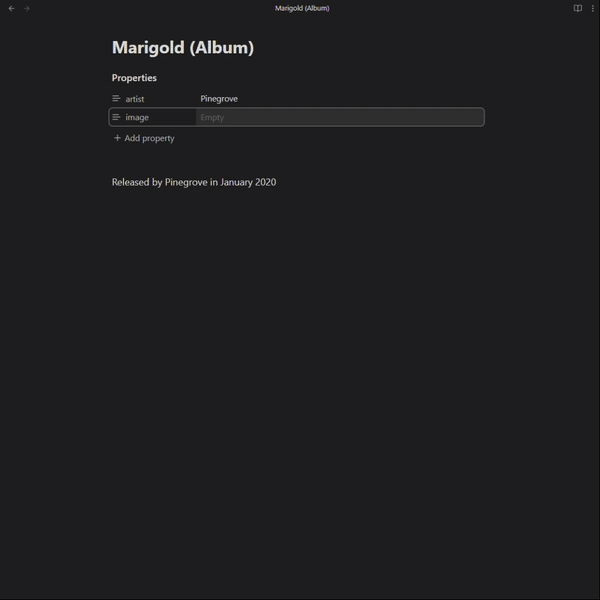 Marigold (Album)
Marigold (Album)
Properties
artist Pinegrove
image Empty
Add property
Released by Pinegrove in January 2020